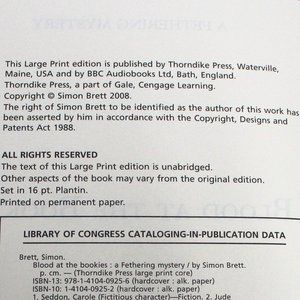 A FETHERING MYSTERY
This Large Print edition is published by Thorndike Press, Waterville,
Maine, USA and by BBC Audiobooks Ltd, Bath, England.
Thorndike Press, a part of Gale, Cengage Learning.
Copyright © Simon Brett 2008.
The right of Simon Brett to be identified as the author of this work has
been asserted by him in accordance with the Copyright, Designs and
Patents Act 1988.
ALL RIGHTS RESERVED
The text of this Large Print edition is unabridged.
Other aspects of the book may vary from the original edition.
Set in 16 pt. Plantin.
Printed on permanent paper.
LIBRARY OF CONGRESS CATALOGING-IN-PUBLICATION DATA
Brett, Simon.
Blood at the bookies : a Fethering mystery / by Simon Brett.
p. cm. — (Thorndike Press large print core)
ISBN-13: 978-1-4104-0925-6 (hardcover : alk. paper)
ISBN-10: 1-4104-0925-2 (hardcover : alk. paper)
1. Seddon, Carole (Fictitious character)—Fiction. 2. Jude